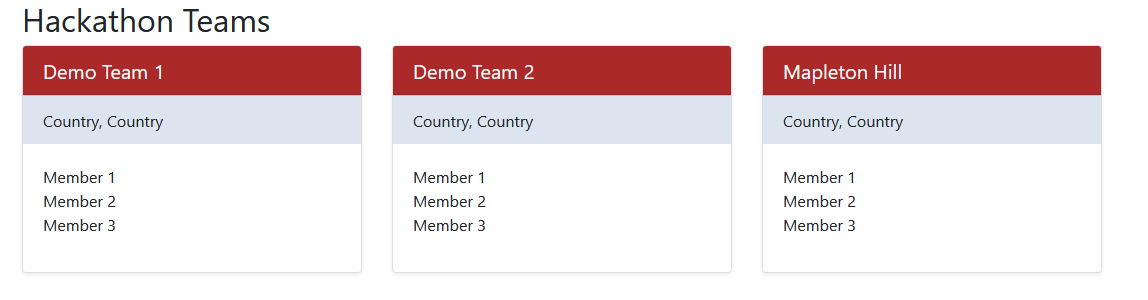 Hackathon Teams
Demo Team 1
Country, Country
Member 1
Member 2
Member 3
Demo Team 2
Country, Country
Member 1
Member 2
Member 3
Mapleton Hill
Country, Country
Member 1
Member 2
Member 3